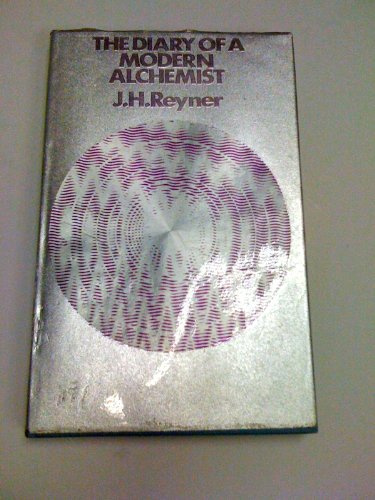 THE DIARY OF A
MODERN
ALCHEMIST
J.H.Reyner